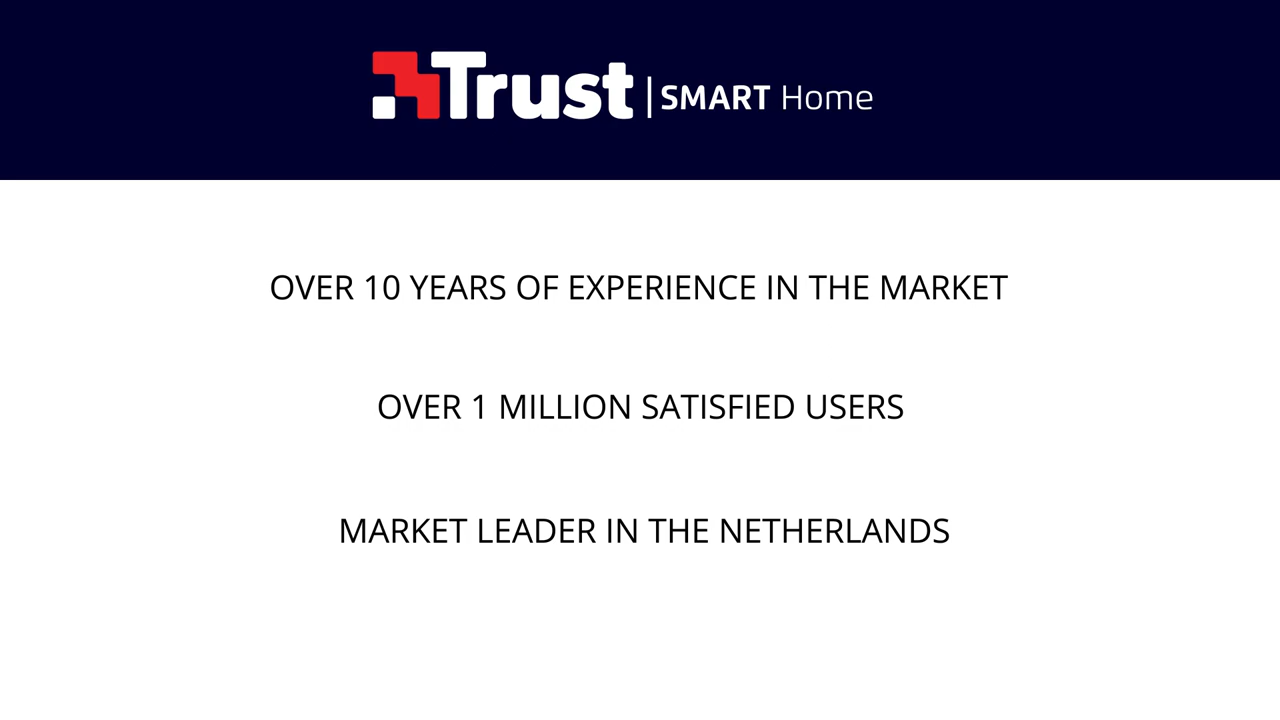 Trust | SMART Home
OVER 10 YEARS OF EXPERIENCE IN THE MARKET
OVER 1 MILLION SATISFIED USERS
MARKET LEADER IN THE NETHERLANDS